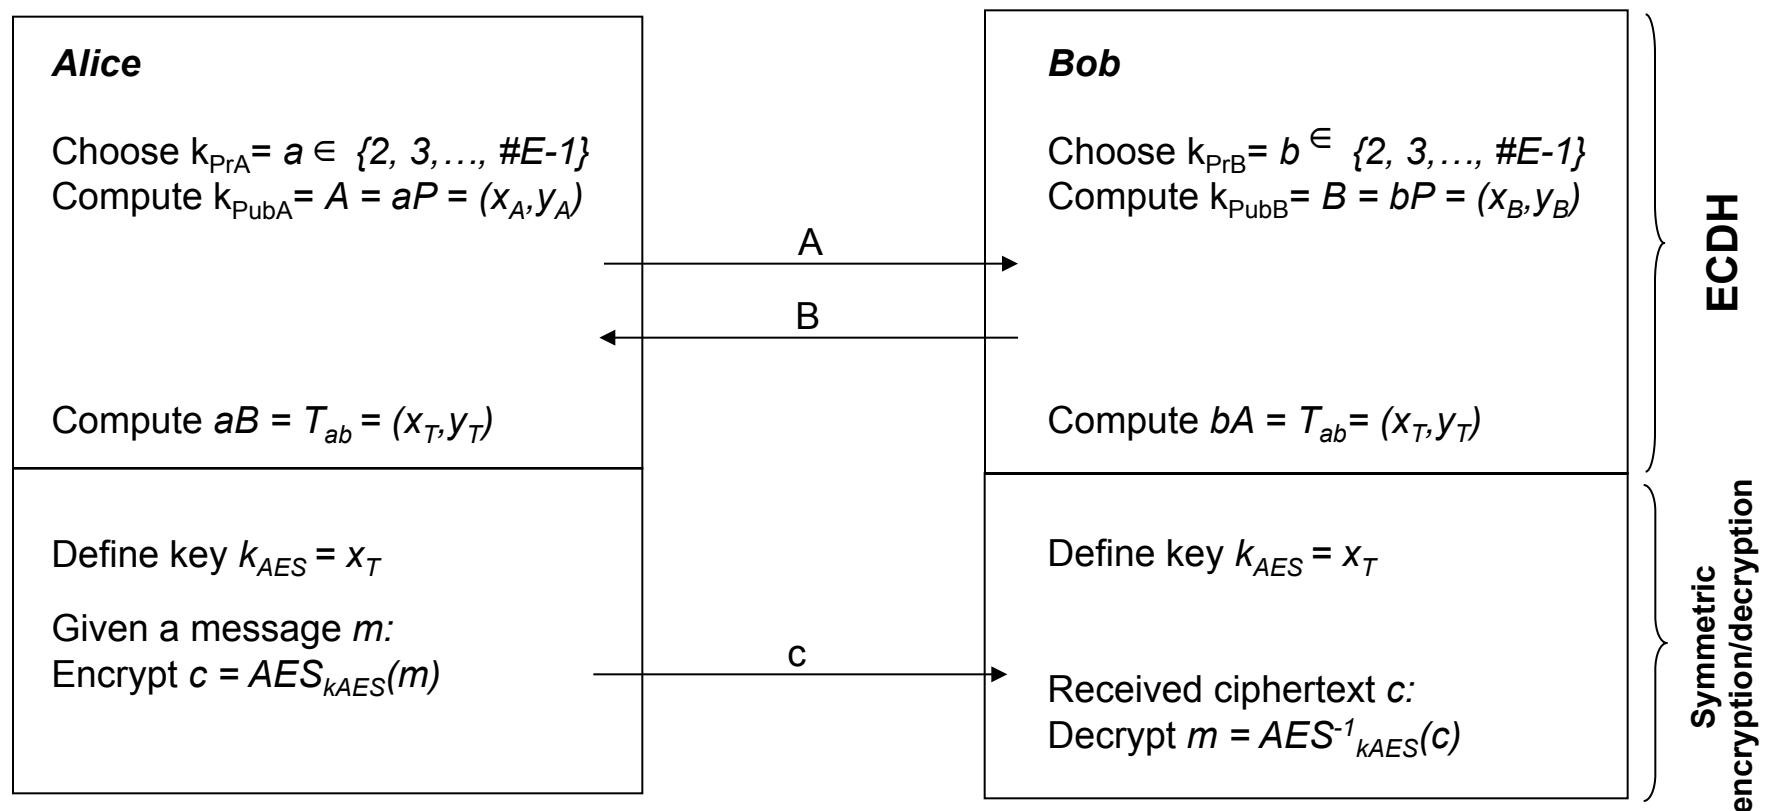 Alice
Choose k_PrA= a ∈ {2, 3,…, #E-1}
Compute k_PubA= A = aP = (x_A,y_A)
Compute aB = T_ab = (x_T,y_T)
Define key k_AES = x_T
Given a message m:
Encrypt c = AES_kAES(m)
A
B
c
Bob
Choose k_PrB= b ∈ {2, 3,…, #E-1}
Compute k_PubB= B = bP = (x_B,y_B)
Compute bA = T_ab= (x_T,y_T)
Define key k_AES = x_T
Received ciphertext c:
Decrypt m = AES^-1_kAES(c)
ECDH
Symmetric
encryption/decryption